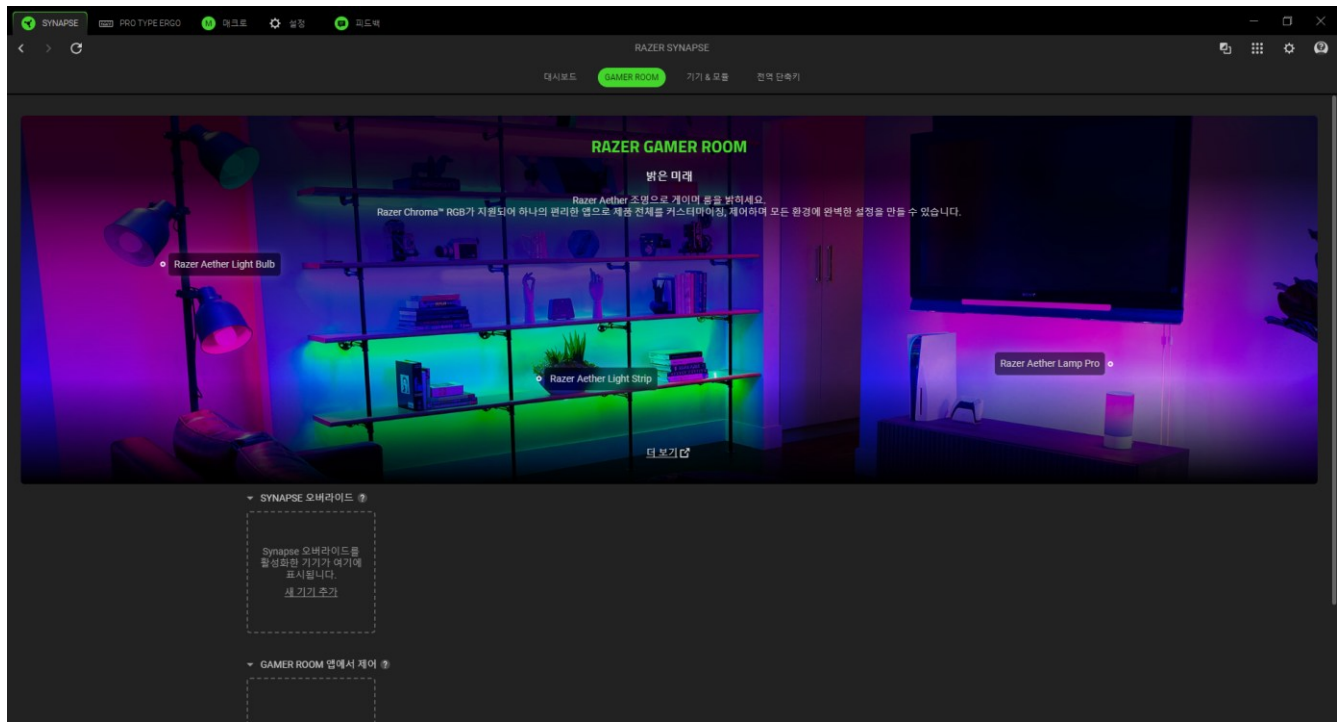 SYNAPSE
PRO TYPE ERGO
M
매크로
설정
피드백
RAZER SYNAPSE
대시보드
GAMER ROOM
기기 & 모듈
전역 단축키
RAZER GAMER ROOM
밝은 미래
Razer Aether 조명으로 게이머 룸을 밝히세요.
Razer Chroma™ RGB가 지원되어 하나의 편리한 앱으로 제품 전체를 커스터마이징, 제어하며 모든 환경에 완벽한 설정을 만들 수 있습니다.
Razer Aether Light Bulb
Razer Aether Lamp Pro
Razer Aether Light Strip
더 보기
SYNAPSE 오버라이드 ?
Synapse 오버라이드를
활성화한 기기가 여기에
표시됩니다.
새 기기 추가
GAMER ROOM 앱에서 제어 ?